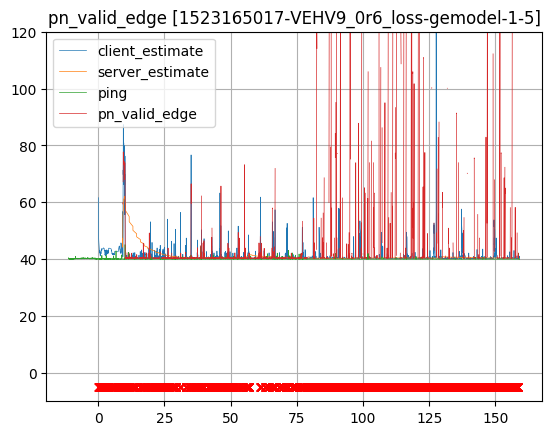 pn_valid_edge [1523165017-VEHV9_0r6_loss-gemodel-1-5]
120
100
80
60
40
20
0
client_estimate
server_estimate
ping
pn_valid_edge
0 25 50 75 100 125 150